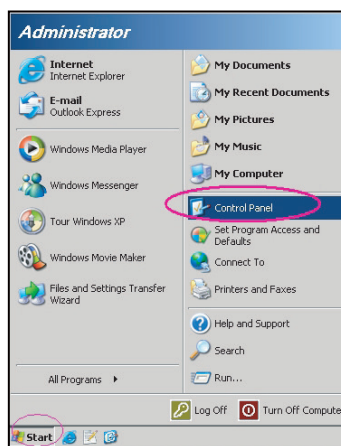 Administrator
Internet
Internet Explorer
E-mail
Outlook Express
Windows Media Player
Windows Messenger
Tour Windows XP
Windows Movie Maker
Files and Settings Transfer
Wizard
All Programs
My Documents
My Recent Documents
My Pictures
My Music
My Computer
Control Panel
Set Program Access and
Defaults
Connect To
Printers and Faxes
Help and Support
Search
Run...
Log Off
Turn Off Compute
Start